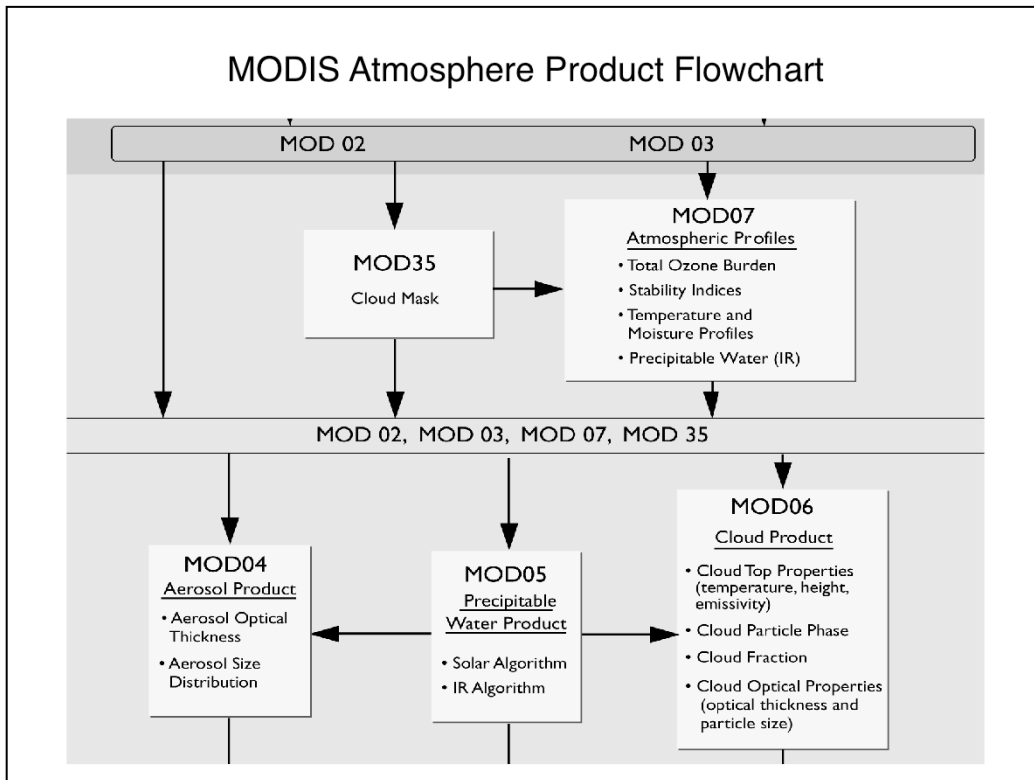 MODIS Atmosphere Product Flowchart
MOD 02
MOD 03
MOD35
Cloud Mask
MOD07
Atmospheric Profiles
• Total Ozone Burden
• Stability Indices
• Temperature and
Moisture Profiles
• Precipitable Water (IR)
MOD 02, MOD 03, MOD 07, MOD 35
MOD04
Aerosol Product
• Aerosol Optical
Thickness
• Aerosol Size
Distribution
MOD05
Precipitable
Water Product
• Solar Algorithm
• IR Algorithm
MOD06
Cloud Product
• Cloud Top Properties
(temperature, height,
emissivity)
• Cloud Particle Phase
• Cloud Fraction
• Cloud Optical Properties
(optical thickness and
particle size)